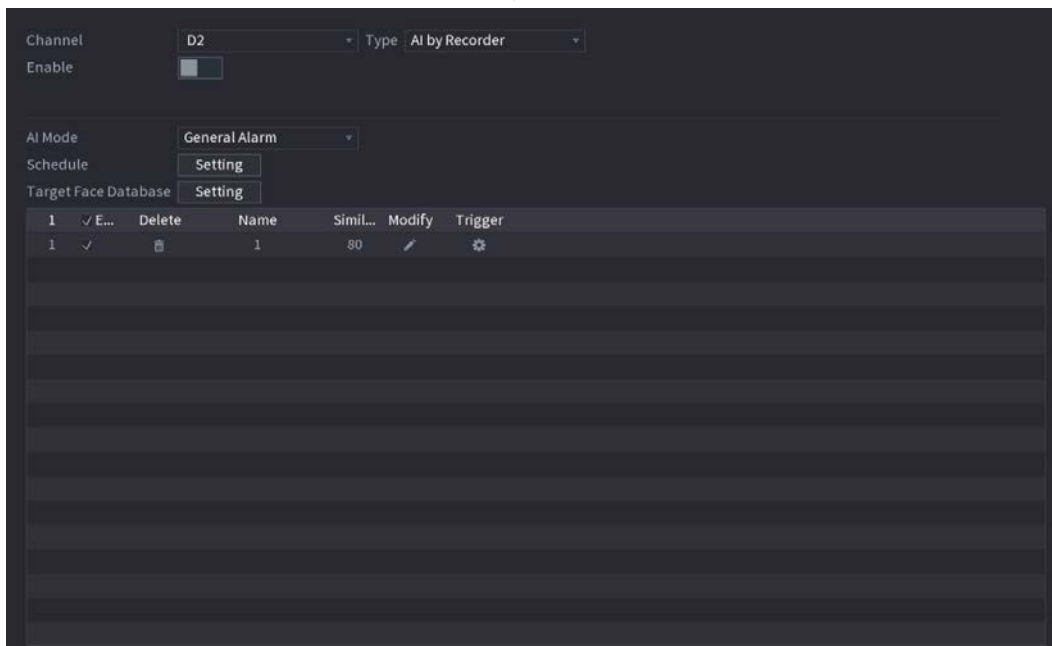 Channel D2 Type AI by Recorder
Enable
AI Mode General Alarm
Schedule Setting
Target Face Database Setting
1 E... Delete Name Simil... Modify Trigger
1 1 80